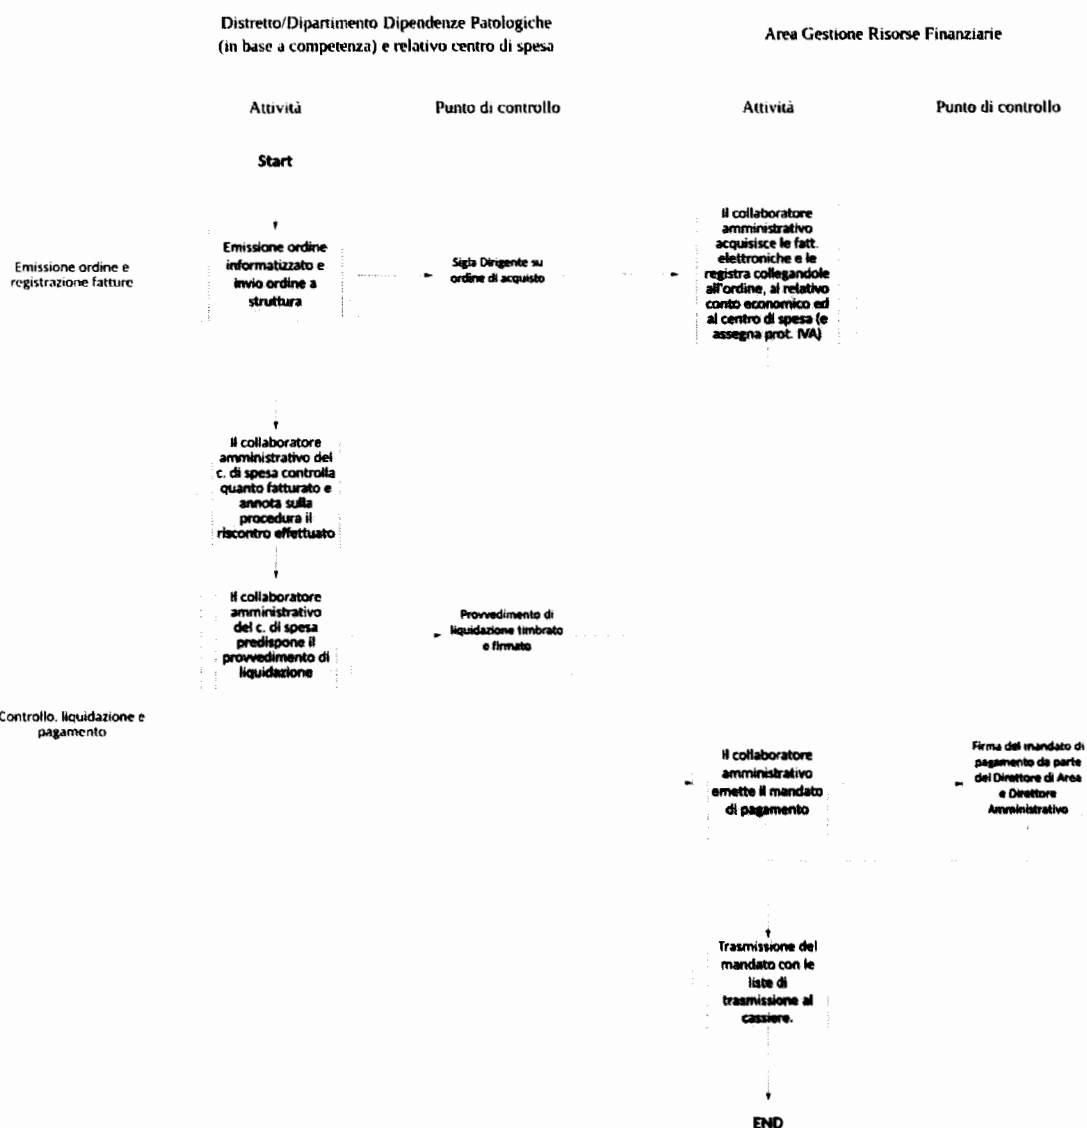 Distretto/Dipartimento Dipendenze Patologiche
(in base a competenza) e relativo centro di spesa
Area Gestione Risorse Finanziarie
Attività
Punto di controllo
Attività
Punto di controllo
Start
Emissione ordine e
registrazione fatture
Emissione ordine
informatizzato e
invio ordine a
struttura
Sigla Dirigente su
ordine di acquisto
Il collaboratore
amministrativo
acquisisce le fatt.
elettroniche e le
registra collegandole
all'ordine, al relativo
conto economico ed
al centro di spesa (e
assegna prot. IVA)
Il collaboratore
amministrativo del
c. di spesa controlla
quanto fatturato e
annota sulla
procedura il
riscontro effettuato
Il collaboratore
amministrativo
del c. di spesa
predispone il
provvedimento di
liquidazione
Provvedimento di
liquidazione timbrato
e firmato
Controllo, liquidazione e
pagamento
Il collaboratore
amministrativo
emette il mandato
di pagamento
Firma del mandato di
pagamento da parte
del Direttore di Area
e Direttore
Amministrativo
Trasmissione del
mandato con le
liste di
trasmissione al
cassiere.
END